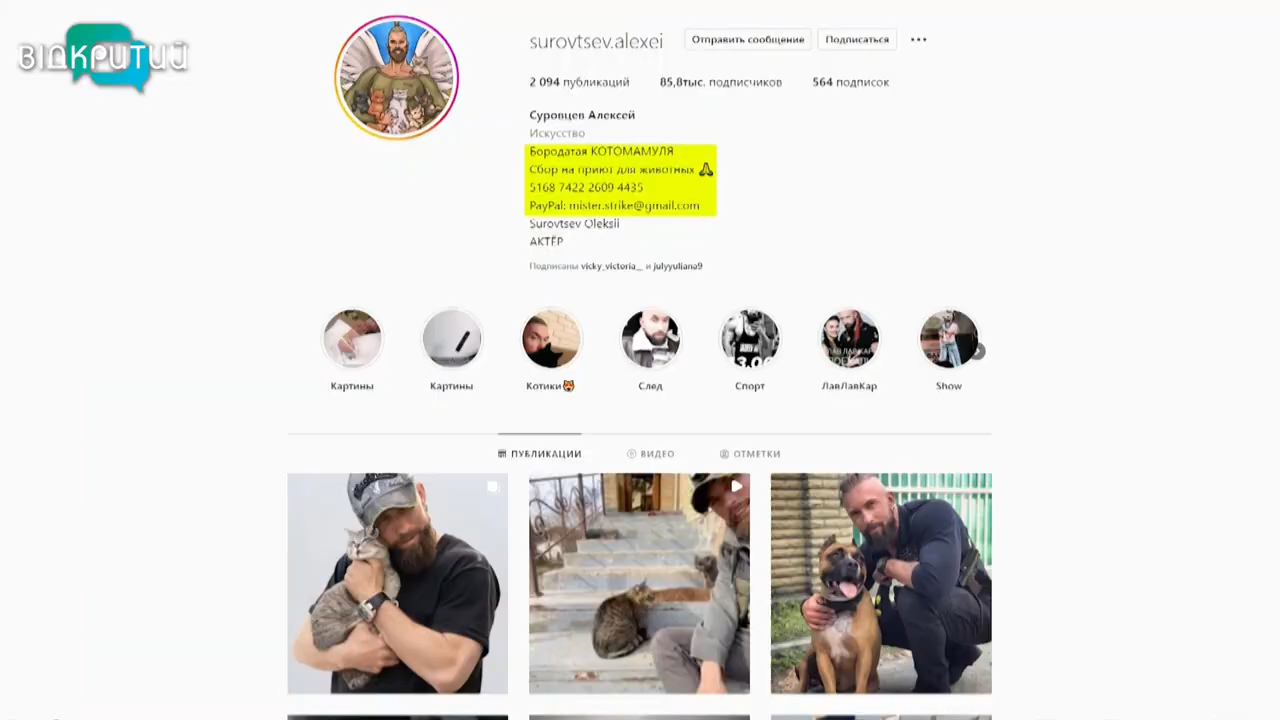 ВІДКРИТИЙ
surovtsev.alexei
Отправить сообщение
Подписаться
2 094 публикаций
85,8тыс. подписчиков
564 подписок
Суровцев Алексей
Искусство
Бородатая КОТОМАМУЛЯ
Сбор на приют для животных 🙏
5168 7422 2609 4435
PayPal: mister.strike@gmail.com
Surovtsev Oleksii
АКТЁР
Подписаны vicky_victoria__ и julyyuliana9
Картины
Картины
Котики😼
След
Спорт
ЛавЛавКар
Show
ПУБЛИКАЦИИ
ВИДЕО
ОТМЕТКИ